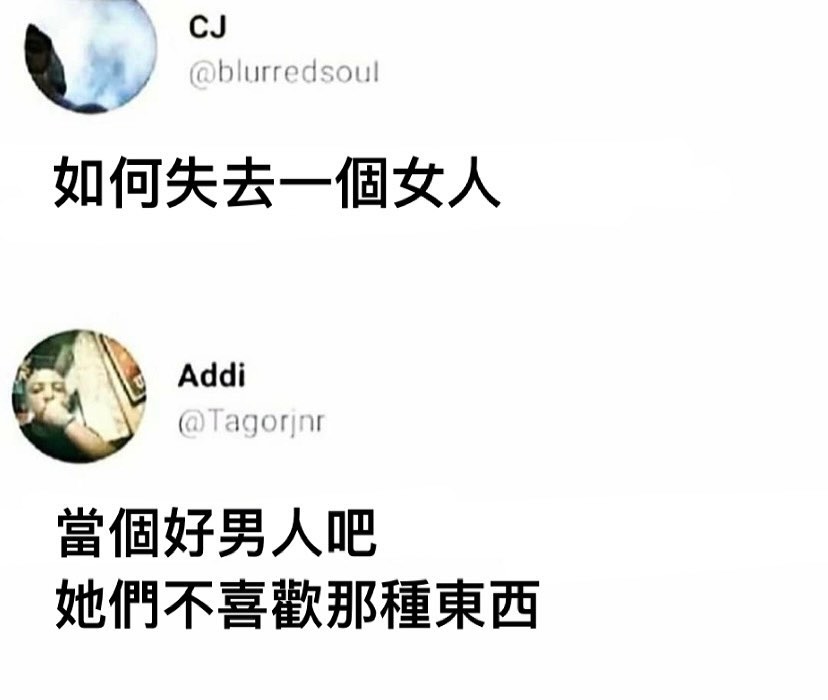 CJ
@blurredsoul
如何失去一個女人
Addi
@Tagorjnr
當個好男人吧
她們不喜歡那種東西